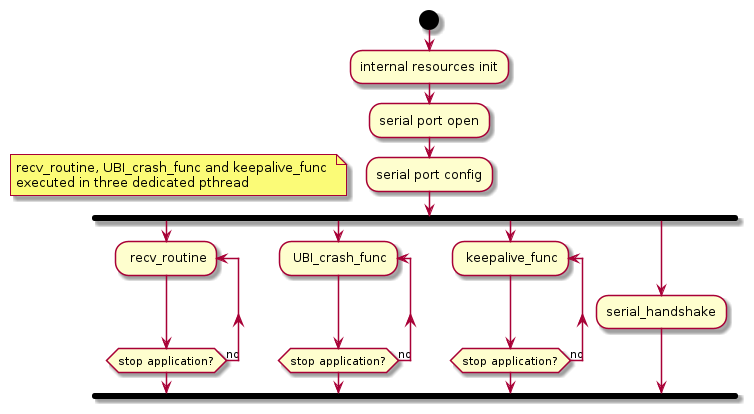 internal resources init
serial port open
recv_routine, UBI_crash_func and keepalive_func
executed in three dedicated pthread
serial port config
recv_routine
UBI_crash_func
keepalive_func
serial_handshake
stop application?
no
stop application?
no
stop application?
no